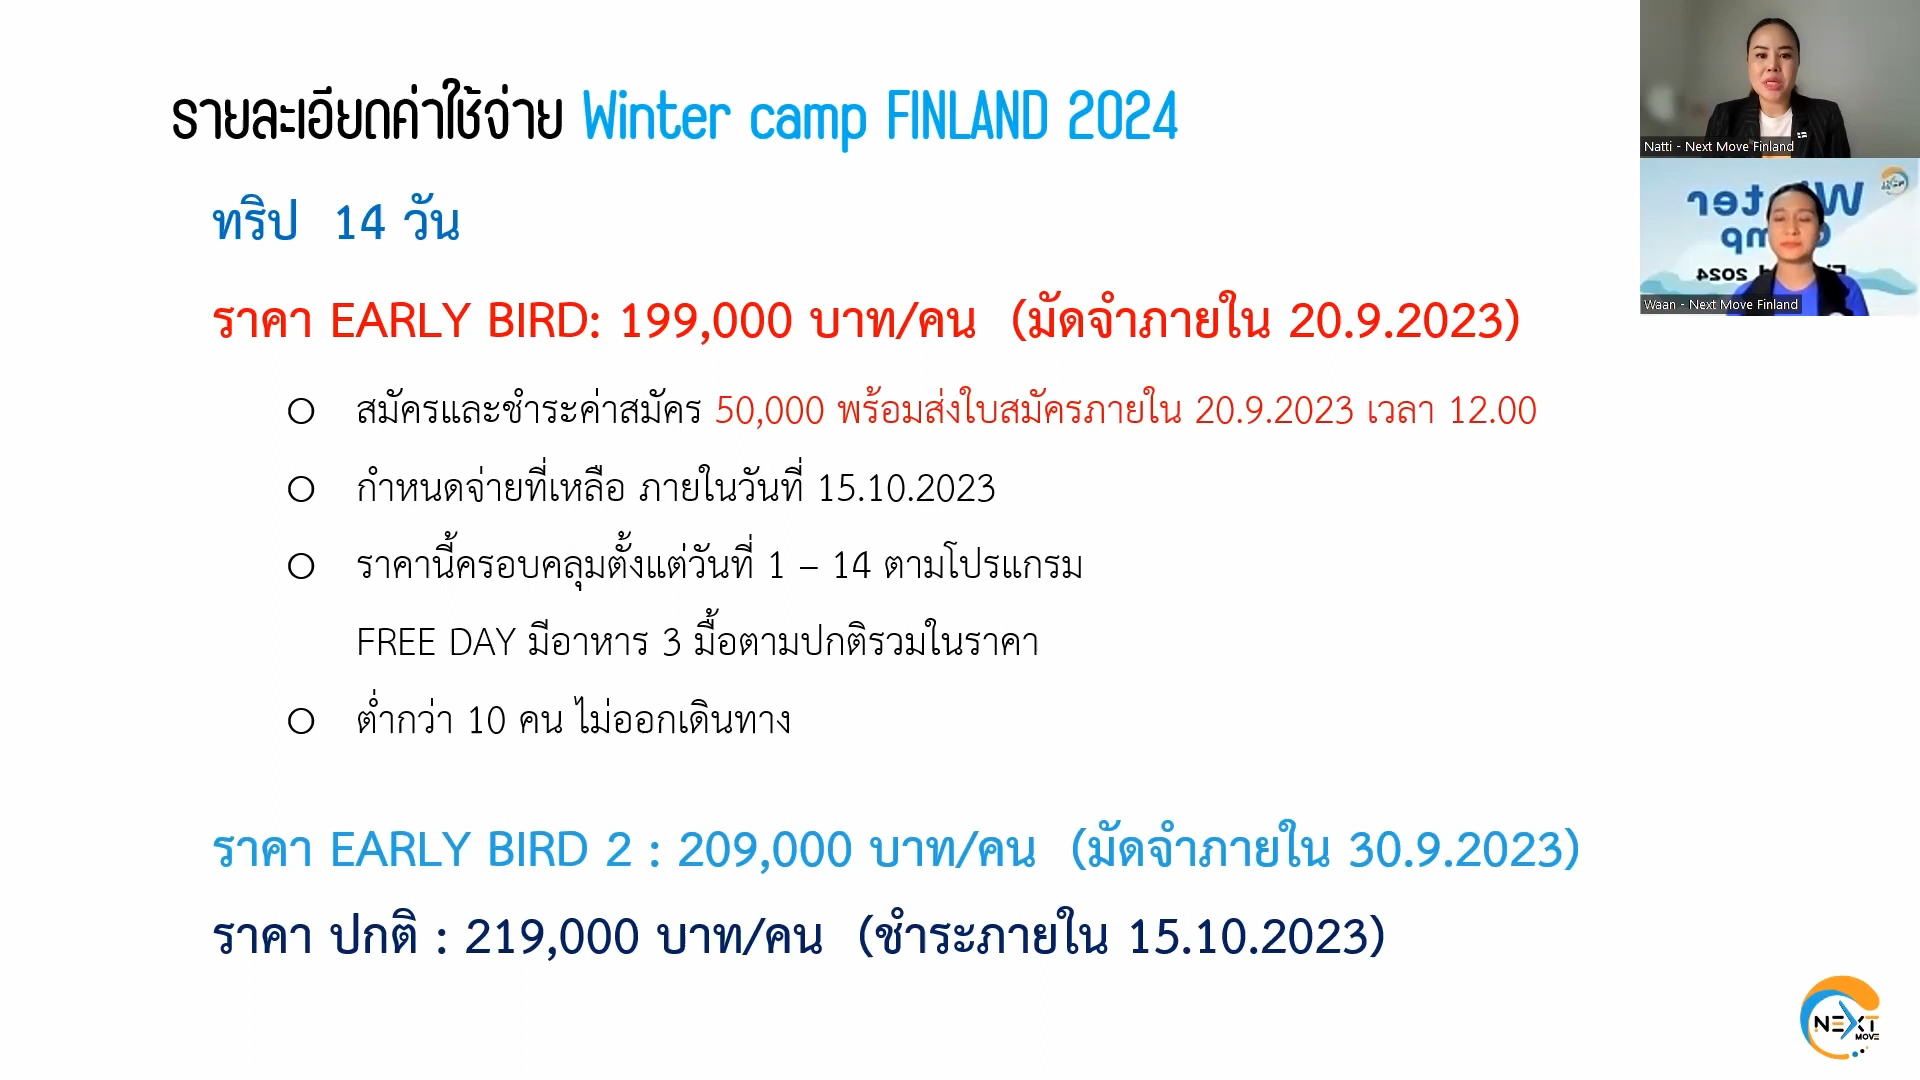 รายละเอียดค่าใช้จ่าย Winter camp FINLAND 2024
ทริป 14 วัน
ราคา EARLY BIRD: 199,000 บาท/คน (มัดจำภายใน 20.9.2023)
สมัครและชำระค่าสมัคร 50,000 พร้อมส่งใบสมัครภายใน 20.9.2023 เวลา 12.00
กำหนดจ่ายที่เหลือ ภายในวันที่ 15.10.2023
ราคานี้ครอบคลุมตั้งแต่วันที่ 1 – 14 ตามโปรแกรม
FREE DAY มีอาหาร 3 มื้อตามปกติรวมในราคา
ต่ำกว่า 10 คน ไม่ออกเดินทาง
ราคา EARLY BIRD 2 : 209,000 บาท/คน (มัดจำภายใน 30.9.2023)
ราคา ปกติ : 219,000 บาท/คน (ชำระภายใน 15.10.2023)
Natti - Next Move Finland
Waan - Next Move Finland
NEXT
MOVE